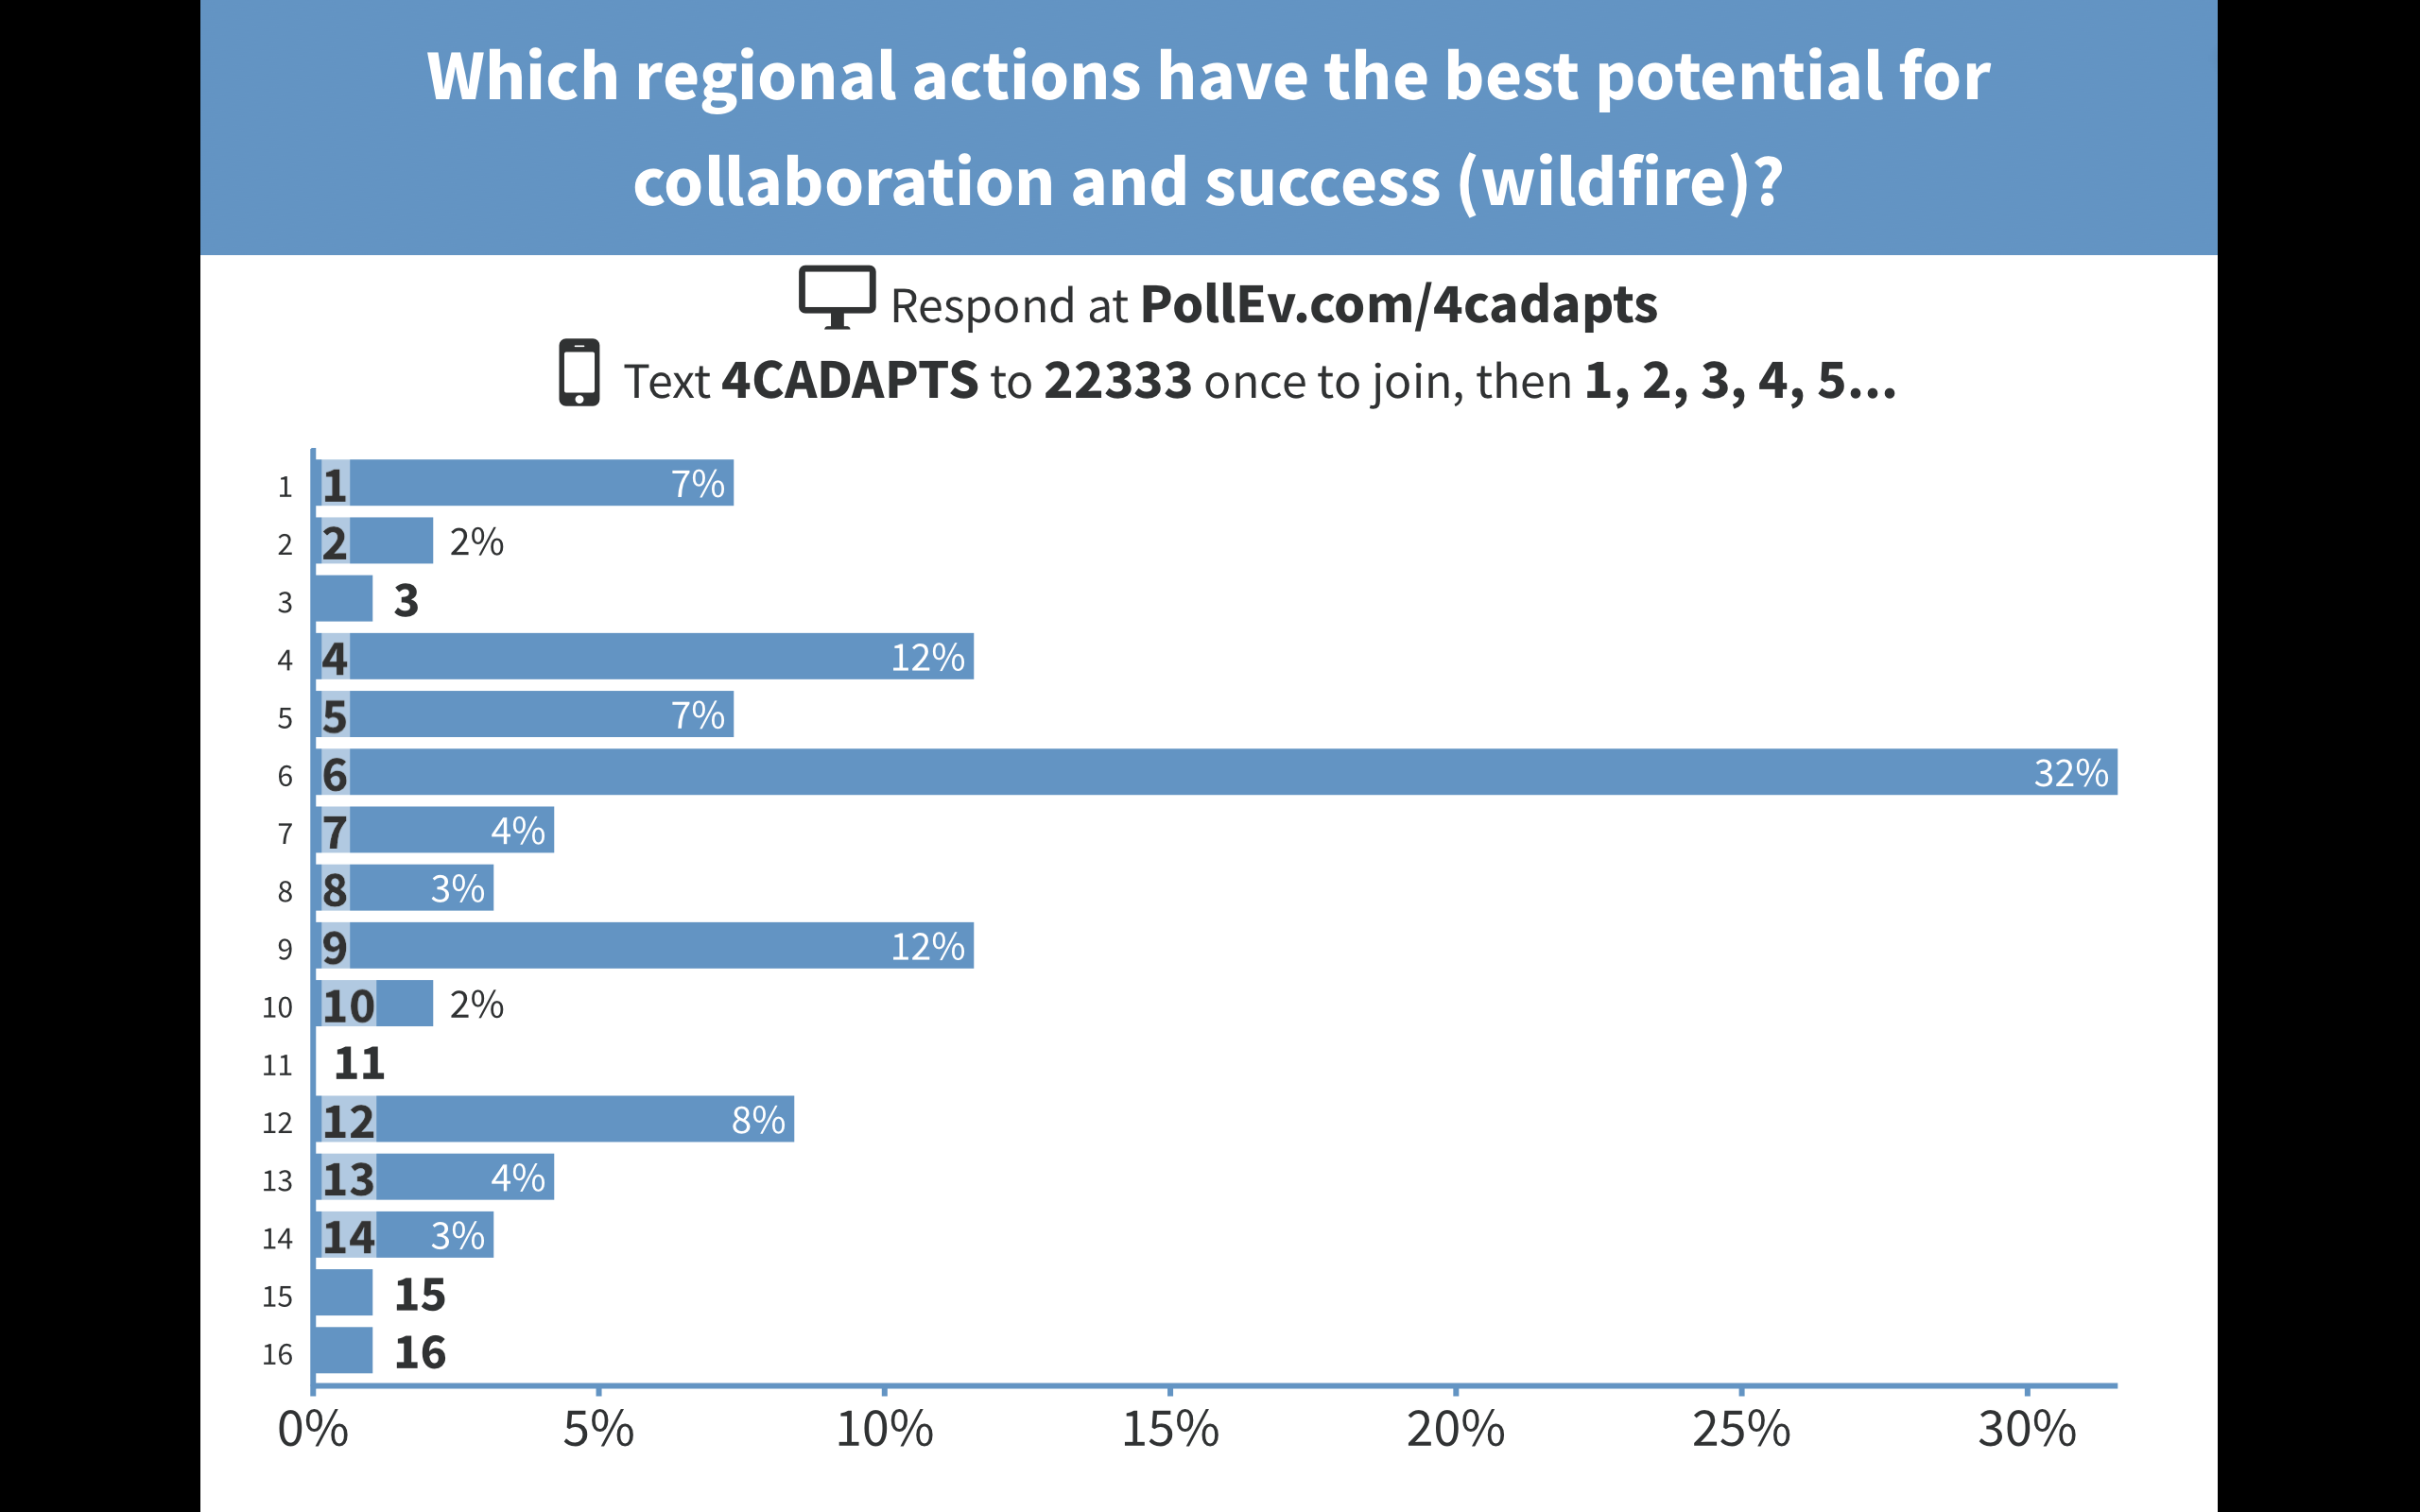 Which regional actions have the best potential for
collaboration and success (wildfire)?
Respond at PollEv.com/4cadapts
Text 4CADAPTS to 22333 once to join, then 1, 2, 3, 4, 5...
1 1 7%
2 2 2%
3 3
4 4 12%
5 5 7%
6 6 32%
7 7 4%
8 8 3%
9 9 12%
10 10 2%
11 11
12 12 8%
13 13 4%
14 14 3%
15 15
16 16
0% 5% 10% 15% 20% 25% 30%